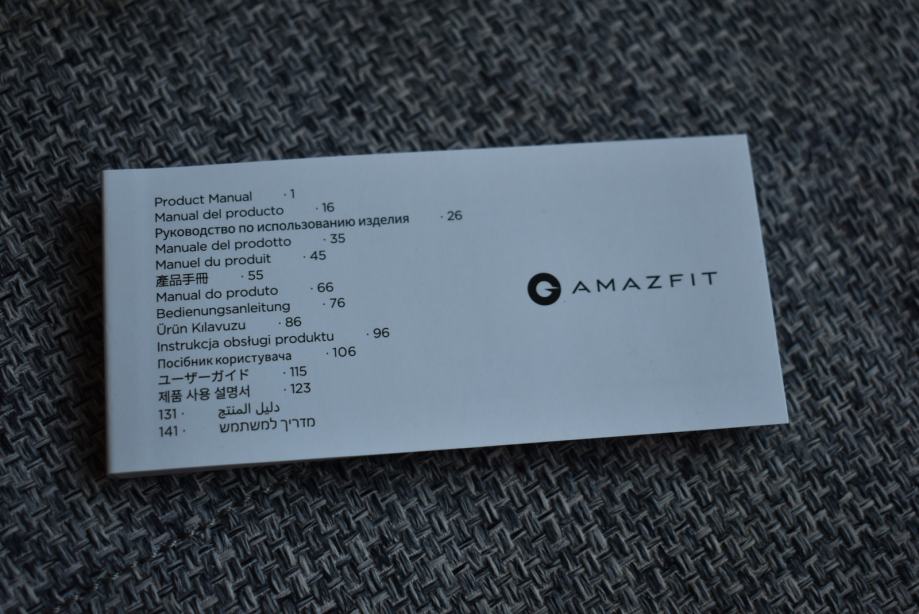 Product Manual · 1
Manual del producto · 16
Руководство по использованию изделия · 26
Manuale del prodotto · 35
Manuel du produit · 45
產品手冊 · 55
Manual do produto · 66
Bedienungsanleitung · 76
Ürün Kılavuzu · 86
Instrukcja obsługi produktu · 96
Посібник користувача · 106
ユーザーガイド · 115
제품 사용 설명서 · 123
דליل المنتج · 131
מדריך למשתמש · 141
AMAZFIT